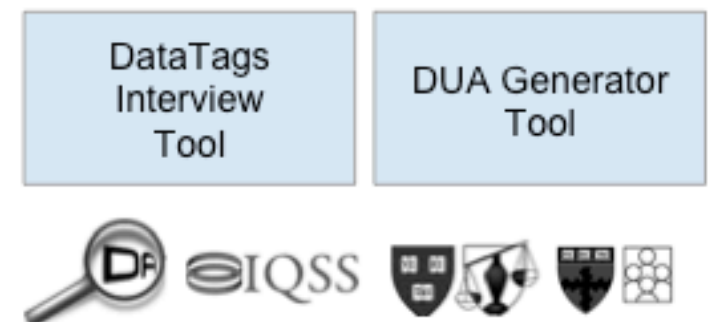 DataTags
Interview
Tool
DUA Generator
Tool
IQSS